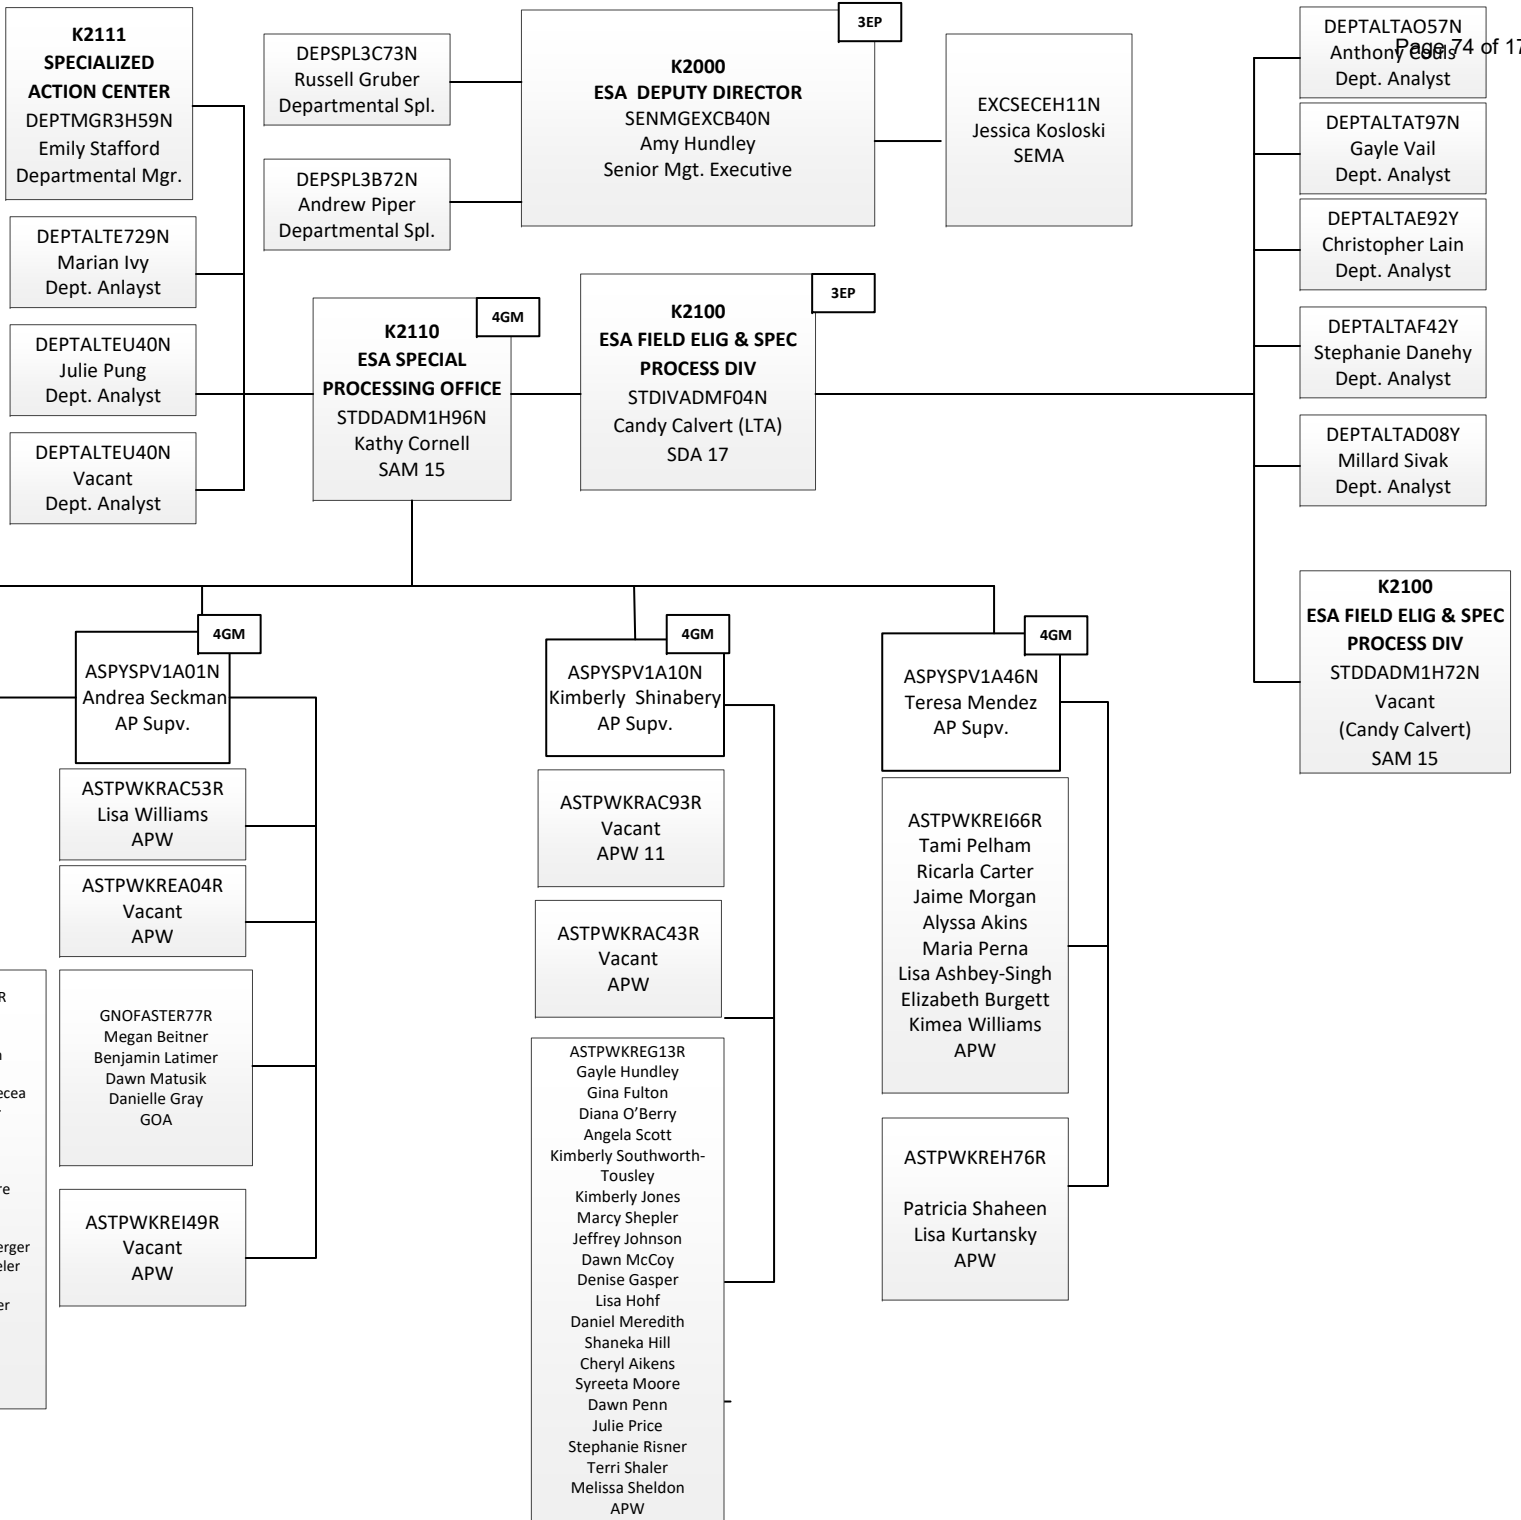 K2111
SPECIALIZED
ACTION CENTER
DEPTMGR3H59N
Emily Stafford
Departmental Mgr.
DEPTALTE729N
Marian Ivy
Dept. Anlayst
DEPTALTEU40N
Julie Pung
Dept. Analyst
DEPTALTEU40N
Vacant
Dept. Analyst
DEPSPL3C73N
Russell Gruber
Departmental Spl.
DEPSPL3B72N
Andrew Piper
Departmental Spl.
3EP
K2000
ESA DEPUTY DIRECTOR
SENMGEXCB40N
Amy Hundley
Senior Mgt. Executive
EXCSECEH11N
Jessica Kosloski
SEMA
4GM
K2110
ESA SPECIAL
PROCESSING OFFICE
STDDADM1H96N
Kathy Cornell
SAM 15
3EP
K2100
ESA FIELD ELIG & SPEC
PROCESS DIV
STDIVADMF04N
Candy Calvert (LTA)
SDA 17
Page 74 of 17
DEPTALTAO57N
Anthony
Dept. Analyst
DEPTALTAT97N
Gayle Vail
Dept. Analyst
DEPTALTAE92Y
Christopher Lain
Dept. Analyst
DEPTALTAF42Y
Stephanie Danehy
Dept. Analyst
DEPTALTAD08Y
Millard Sivak
Dept. Analyst
K2100
ESA FIELD ELIG & SPEC
PROCESS DIV
STDDADM1H72N
Vacant
(Candy Calvert)
SAM 15
R
ecea
re
erger
eler
er
4GM
ASPYSPV1A01N
Andrea Seckman
AP Supv.
ASTPWKRAC53R
Lisa Williams
APW
ASTPWKREA04R
Vacant
APW
GNOFASTER77R
Megan Beitner
Benjamin Latimer
Dawn Matusik
Danielle Gray
GOA
ASTPWKREI49R
Vacant
APW
4GM
ASPYSPV1A10N
Kimberly Shinabery
AP Supv.
ASTPWKRAC93R
Vacant
APW 11
ASTPWKRAC43R
Vacant
APW
ASTPWKREG13R
Gayle Hundley
Gina Fulton
Diana O’Berry
Angela Scott
Kimberly Southworth-
Tousley
Kimberly Jones
Marcy Shepler
Jeffrey Johnson
Dawn McCoy
Denise Gasper
Lisa Hohf
Daniel Meredith
Shaneka Hill
Cheryl Aikens
Syreeta Moore
Dawn Penn
Julie Price
Stephanie Risner
Terri Shaler
Melissa Sheldon
APW
4GM
ASPYSPV1A46N
Teresa Mendez
AP Supv.
ASTPWKREI66R
Tami Pelham
Ricarla Carter
Jaime Morgan
Alyssa Akins
Maria Perna
Lisa Ashbey-Singh
Elizabeth Burgett
Kimea Williams
APW
ASTPWKREH76R
Patricia Shaheen
Lisa Kurtansky
APW